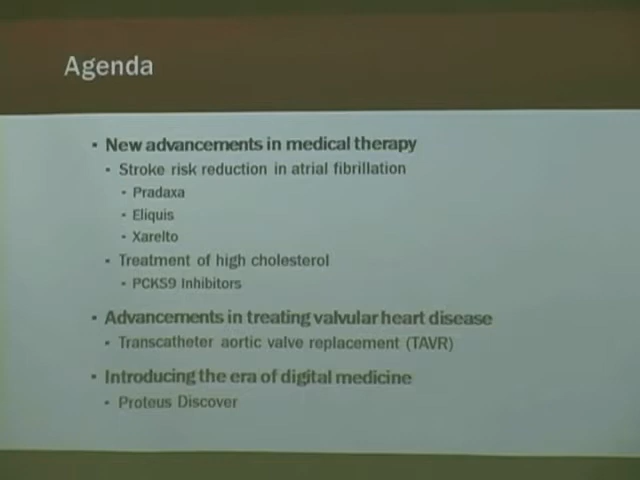 Agenda
▪ New advancements in medical therapy
▪ Stroke risk reduction in atrial fibrillation
▪ Pradaxa
▪ Eliquis
▪ Xarelto
▪ Treatment of high cholesterol
▪ PCKS9 Inhibitors
▪ Advancements in treating valvular heart disease
▪ Transcatheter aortic valve replacement (TAVR)
▪ Introducing the era of digital medicine
▪ Proteus Discover